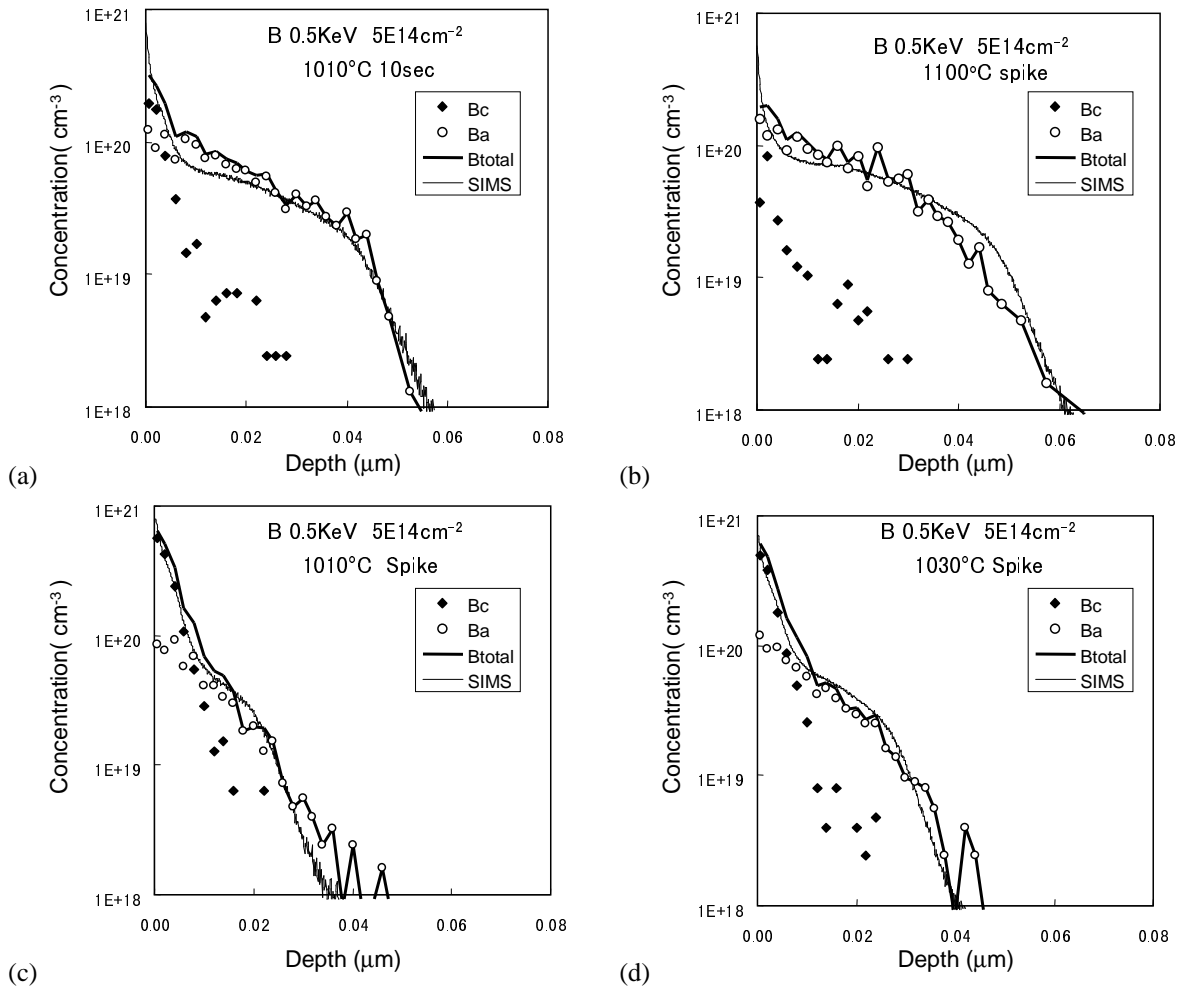 B 0.5KeV 5E14cm⁻²
1010°C 10sec
Bc
Ba
Btotal
SIMS
Concentration( cm⁻³ )
1E+21
1E+20
1E+19
1E+18
0.00 0.02 0.04 0.06 0.08
Depth (μm)
(a)
B 0.5KeV 5E14cm⁻²
1100°C spike
Bc
Ba
Btotal
SIMS
Concentration( cm⁻³ )
1E+21
1E+20
1E+19
1E+18
0.00 0.02 0.04 0.06 0.08
Depth (μm)
(b)
B 0.5KeV 5E14cm⁻²
1010°C Spike
Bc
Ba
Btotal
SIMS
Concentration( cm⁻³ )
1E+21
1E+20
1E+19
1E+18
0.00 0.02 0.04 0.06 0.08
Depth (μm)
(c)
B 0.5KeV 5E14cm⁻²
1030°C Spike
Bc
Ba
Btotal
SIMS
Concentration( cm⁻³ )
1E+21
1E+20
1E+19
1E+18
0.00 0.02 0.04 0.06 0.08
Depth (μm)
(d)